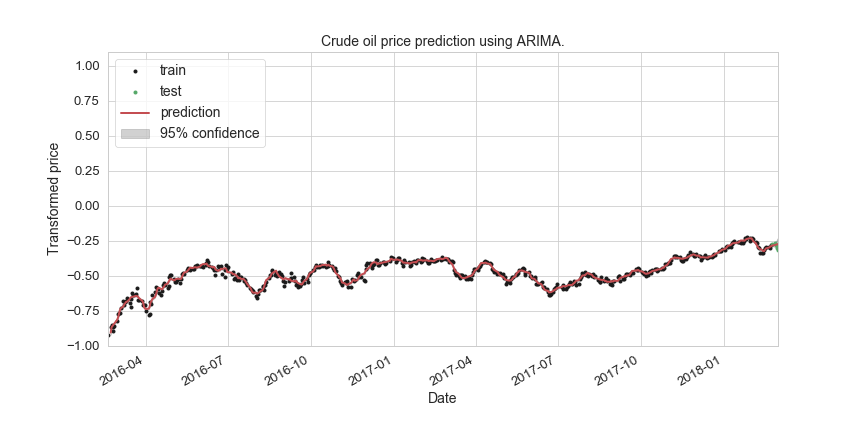 Crude oil price prediction using ARIMA.
1.00
0.75
0.50
0.25
0.00
−0.25
−0.50
−0.75
−1.00
Transformed price
train
test
prediction
95% confidence
2016-04
2016-07
2016-10
2017-01
2017-04
2017-07
2017-10
2018-01
Date